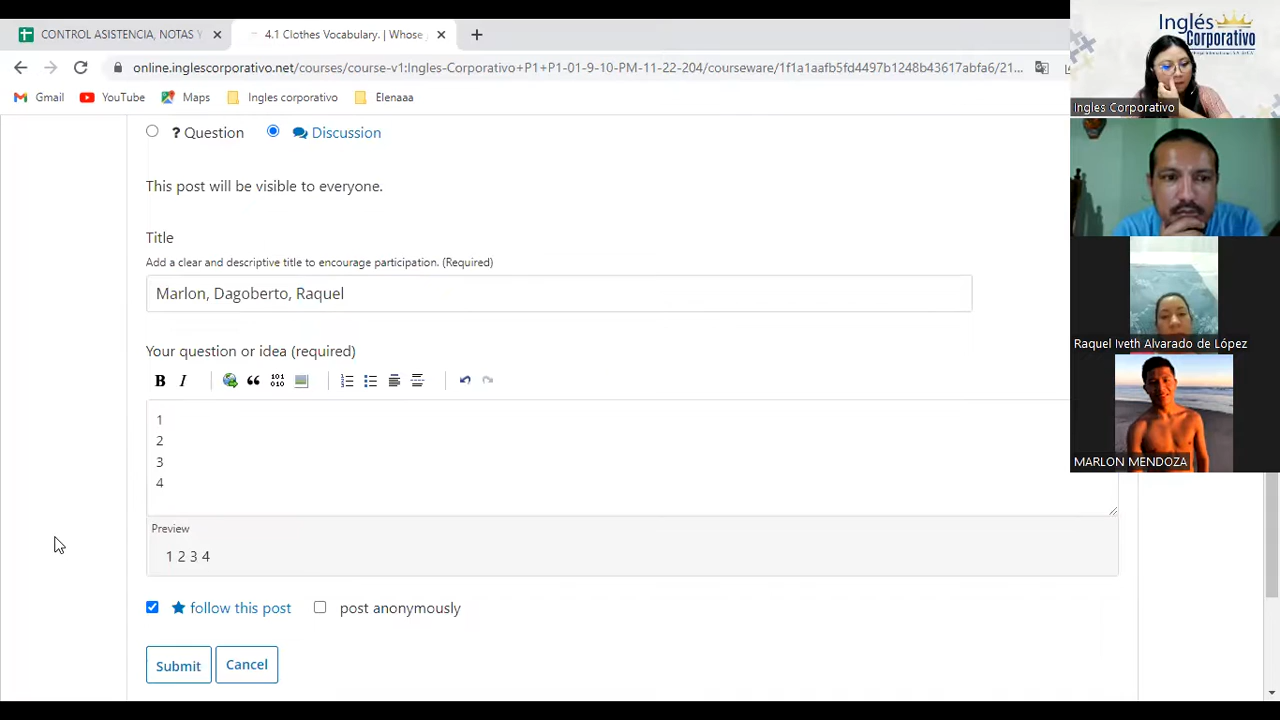 CONTROL ASISTENCIA, NOTAS Y
4.1 Clothes Vocabulary. | Whose
online.inglescorporativo.net/courses/course-v1:Ingles-Corporativo+P1+P1-01-9-10-PM-11-22-204/courseware/1f1a1aafb5fd4497b1248b43617abfa6/21...
Gmail YouTube Maps Ingles corporativo Elenaaa
? Question Discussion
This post will be visible to everyone.
Title
Add a clear and descriptive title to encourage participation. (Required)
Marlon, Dagoberto, Raquel
Your question or idea (required)
B I
1
2
3
4
Preview
1 2 3 4
follow this post post anonymously
Submit Cancel
Inglés
Corporativo
Ingles Corporativo
Raquel Iveth Alvarado de López
MARLON MENDOZA